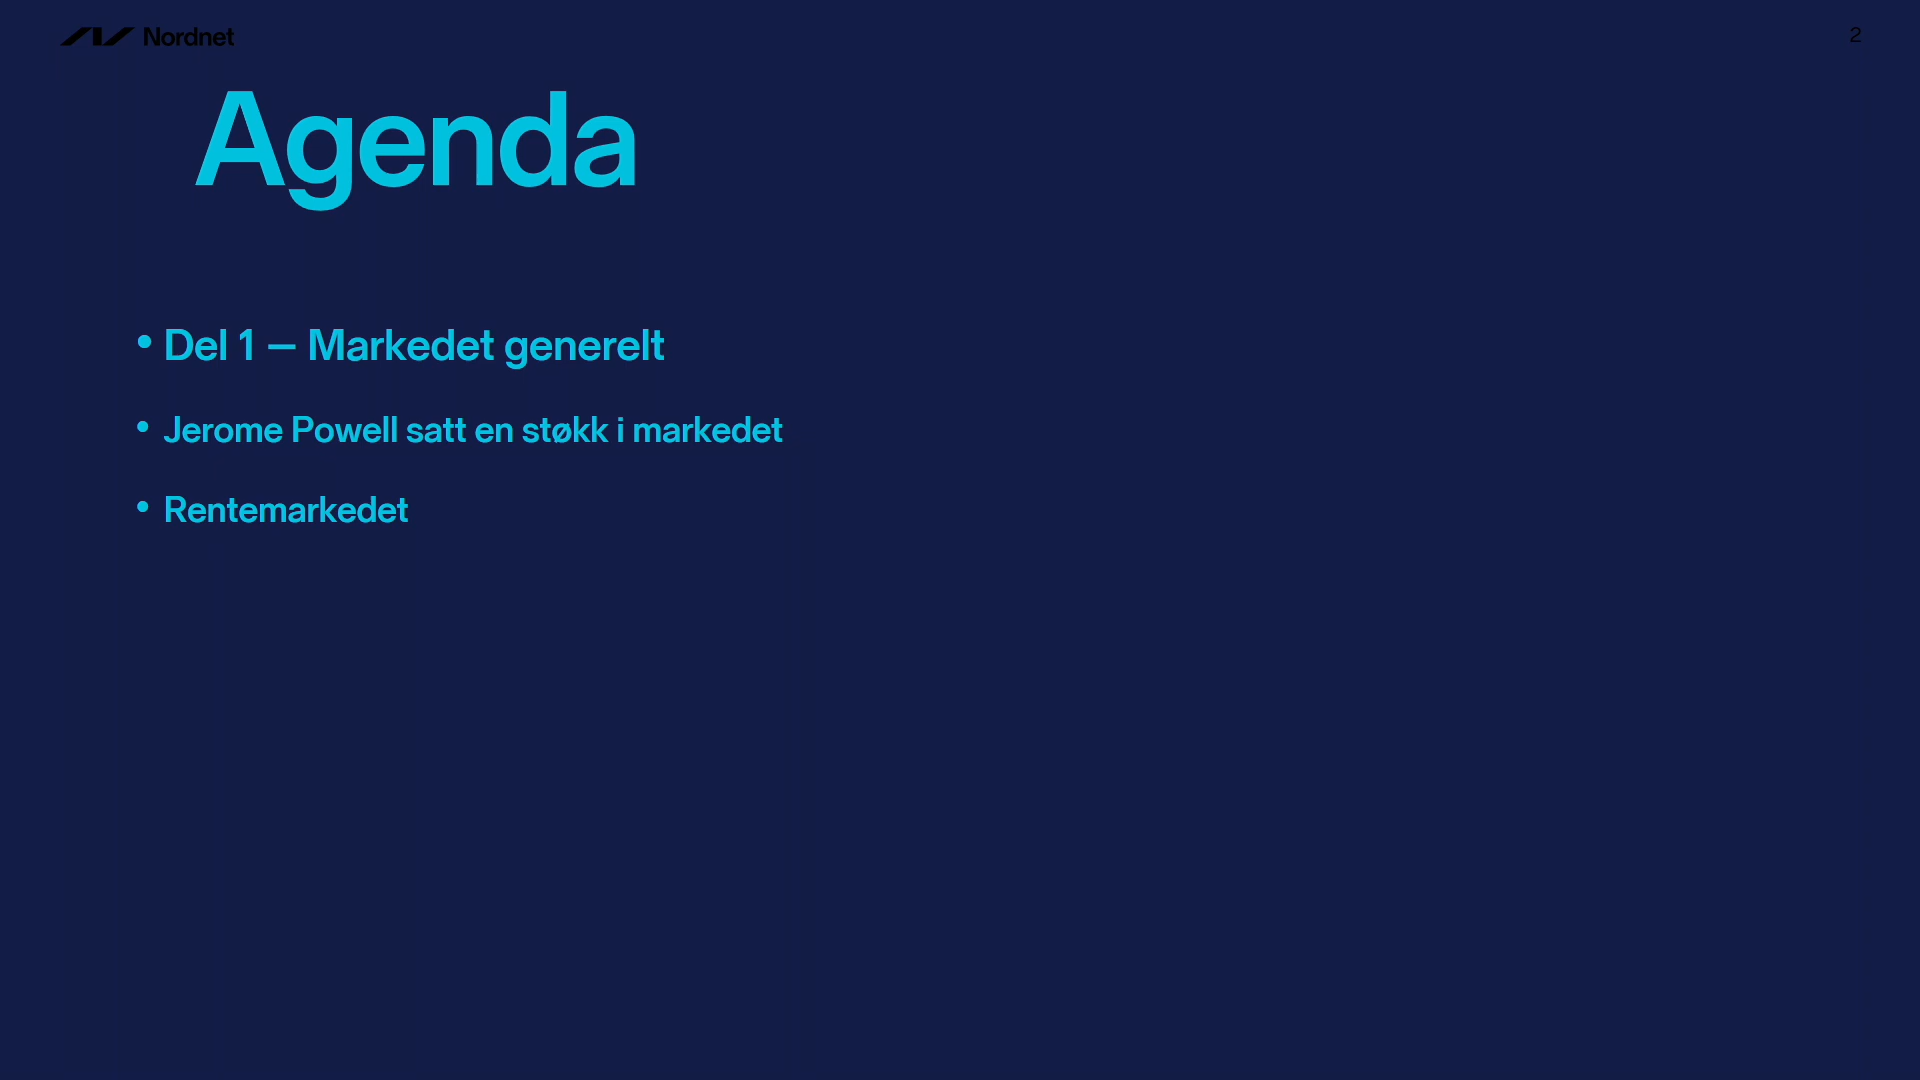 Nordnet
2
Agenda
• Del 1 – Markedet generelt
• Jerome Powell satt en støkk i markedet
• Rentemarkedet